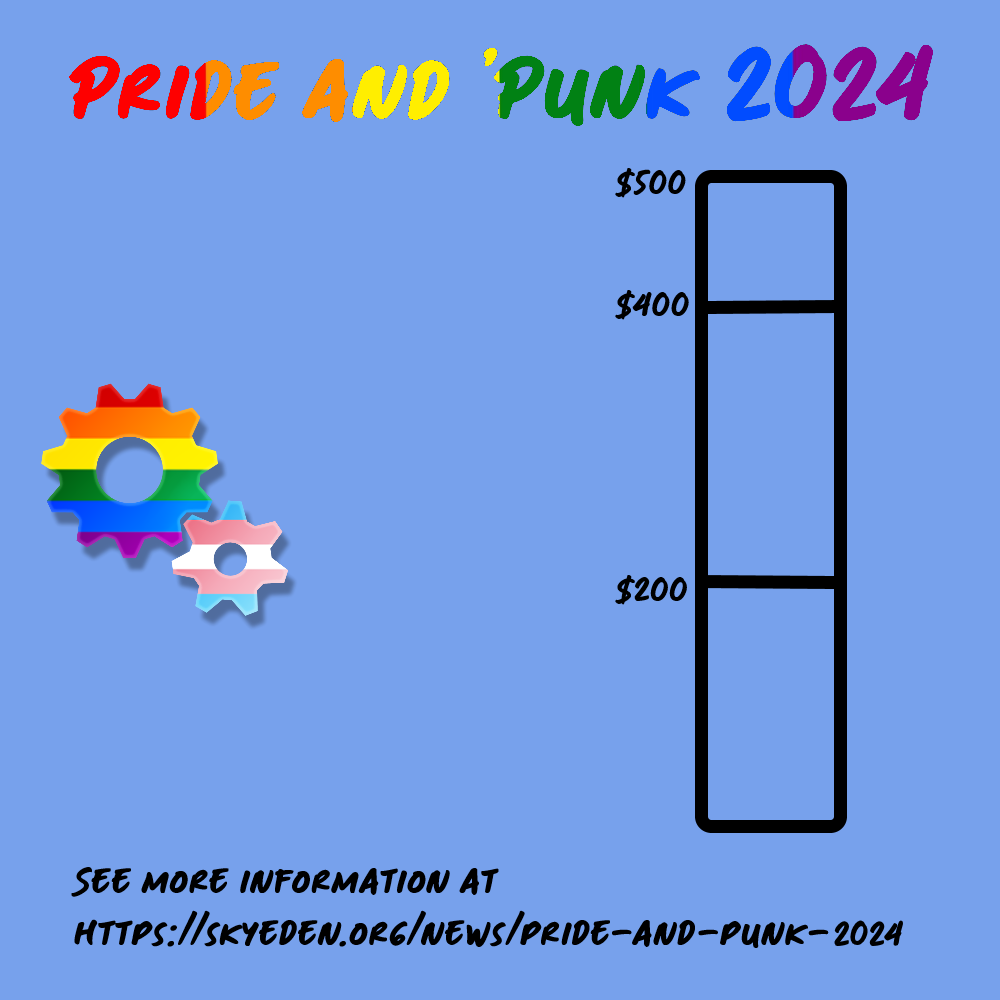 PRIDE AND 'PUNK 2024
$500
$400
$200
SEE MORE INFORMATION AT
HTTPS://SKYEDEN.ORG/NEWS/PRIDE-AND-PUNK-2024